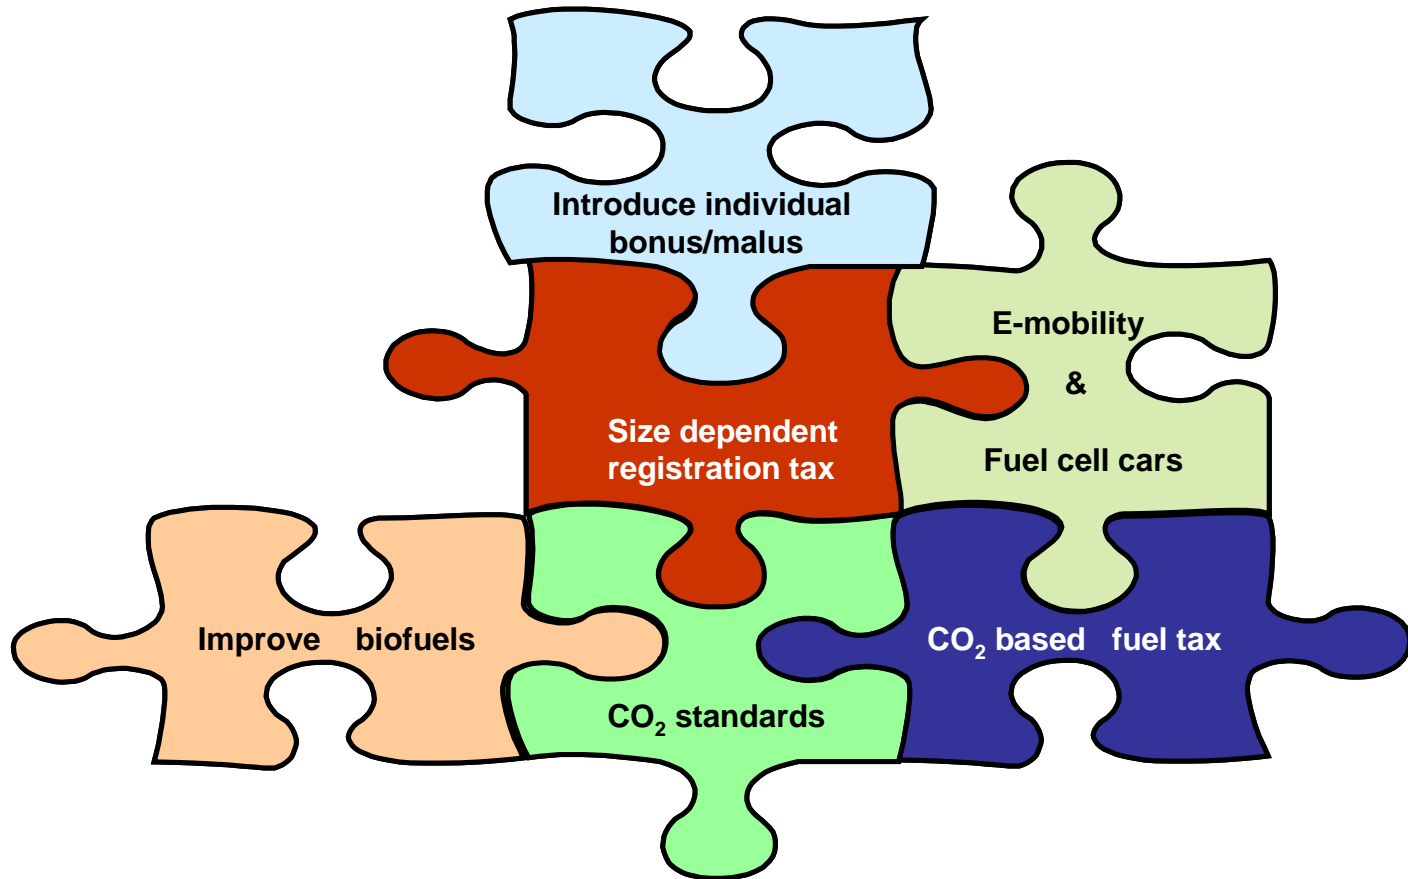 Introduce individual
bonus/malus
E-mobility
&
Fuel cell cars
Size dependent
registration tax
Improve biofuels
CO₂ based fuel tax
CO₂ standards